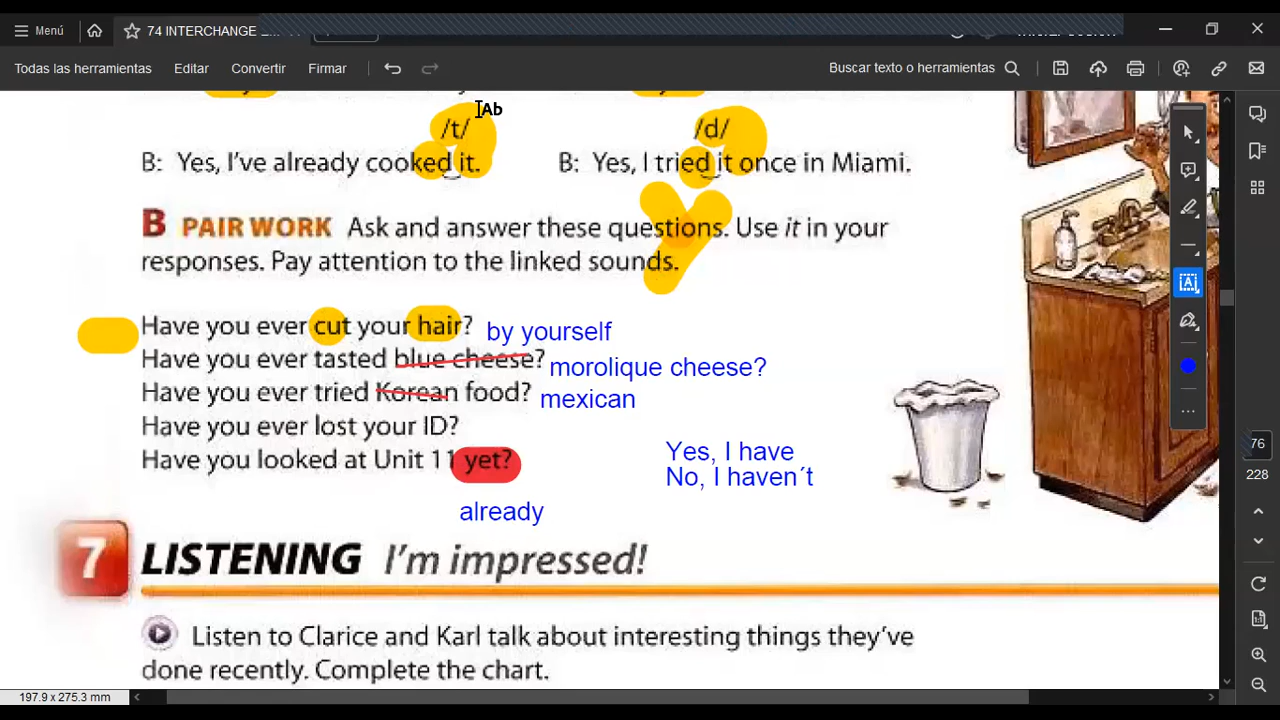 Menú
74 INTERCHANGE
Todas las herramientas Editar Convertir Firmar
Buscar texto o herramientas
/t/ Ab
/d/
B: Yes, I've already cooked it.
B: Yes, I tried it once in Miami.
B PAIR WORK Ask and answer these questions. Use it in your
responses. Pay attention to the linked sounds.
Have you ever cut your hair? by yourself
Have you ever tasted blue cheese? morolique cheese?
Have you ever tried Korean food? mexican
Have you ever lost your ID?
Have you looked at Unit 11 yet?
Yes, I have
No, I haven´t
already
7 LISTENING I'm impressed!
Listen to Clarice and Karl talk about interesting things they've
done recently. Complete the chart.
76
228
197.9 x 275.3 mm